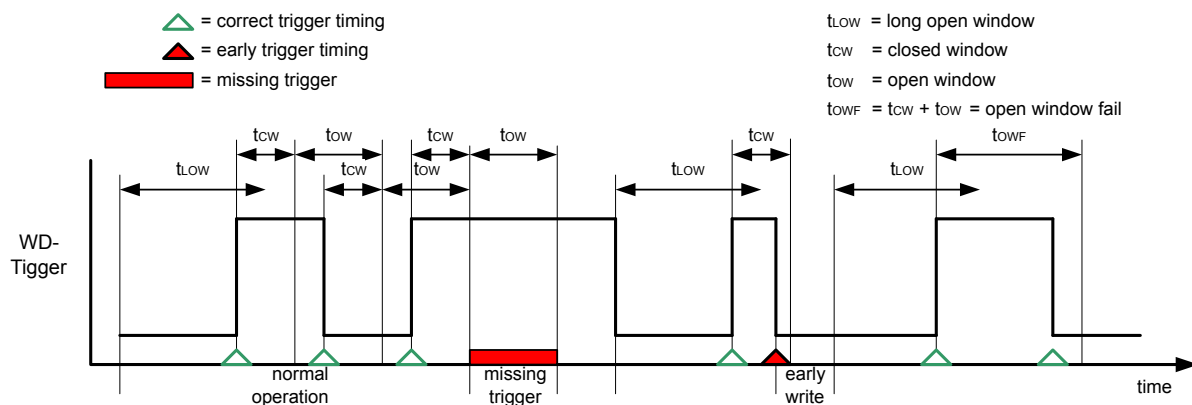 = correct trigger timing
= early trigger timing
= missing trigger
tLOW = long open window
tCW = closed window
tOW = open window
tOWF = tCW + tOW = open window fail
tCW tOW tCW tOW tCW tOWF
tLOW tCW tOW tLOW tLOW
WD-
Tigger
normal
operation
missing
trigger
early
write
time